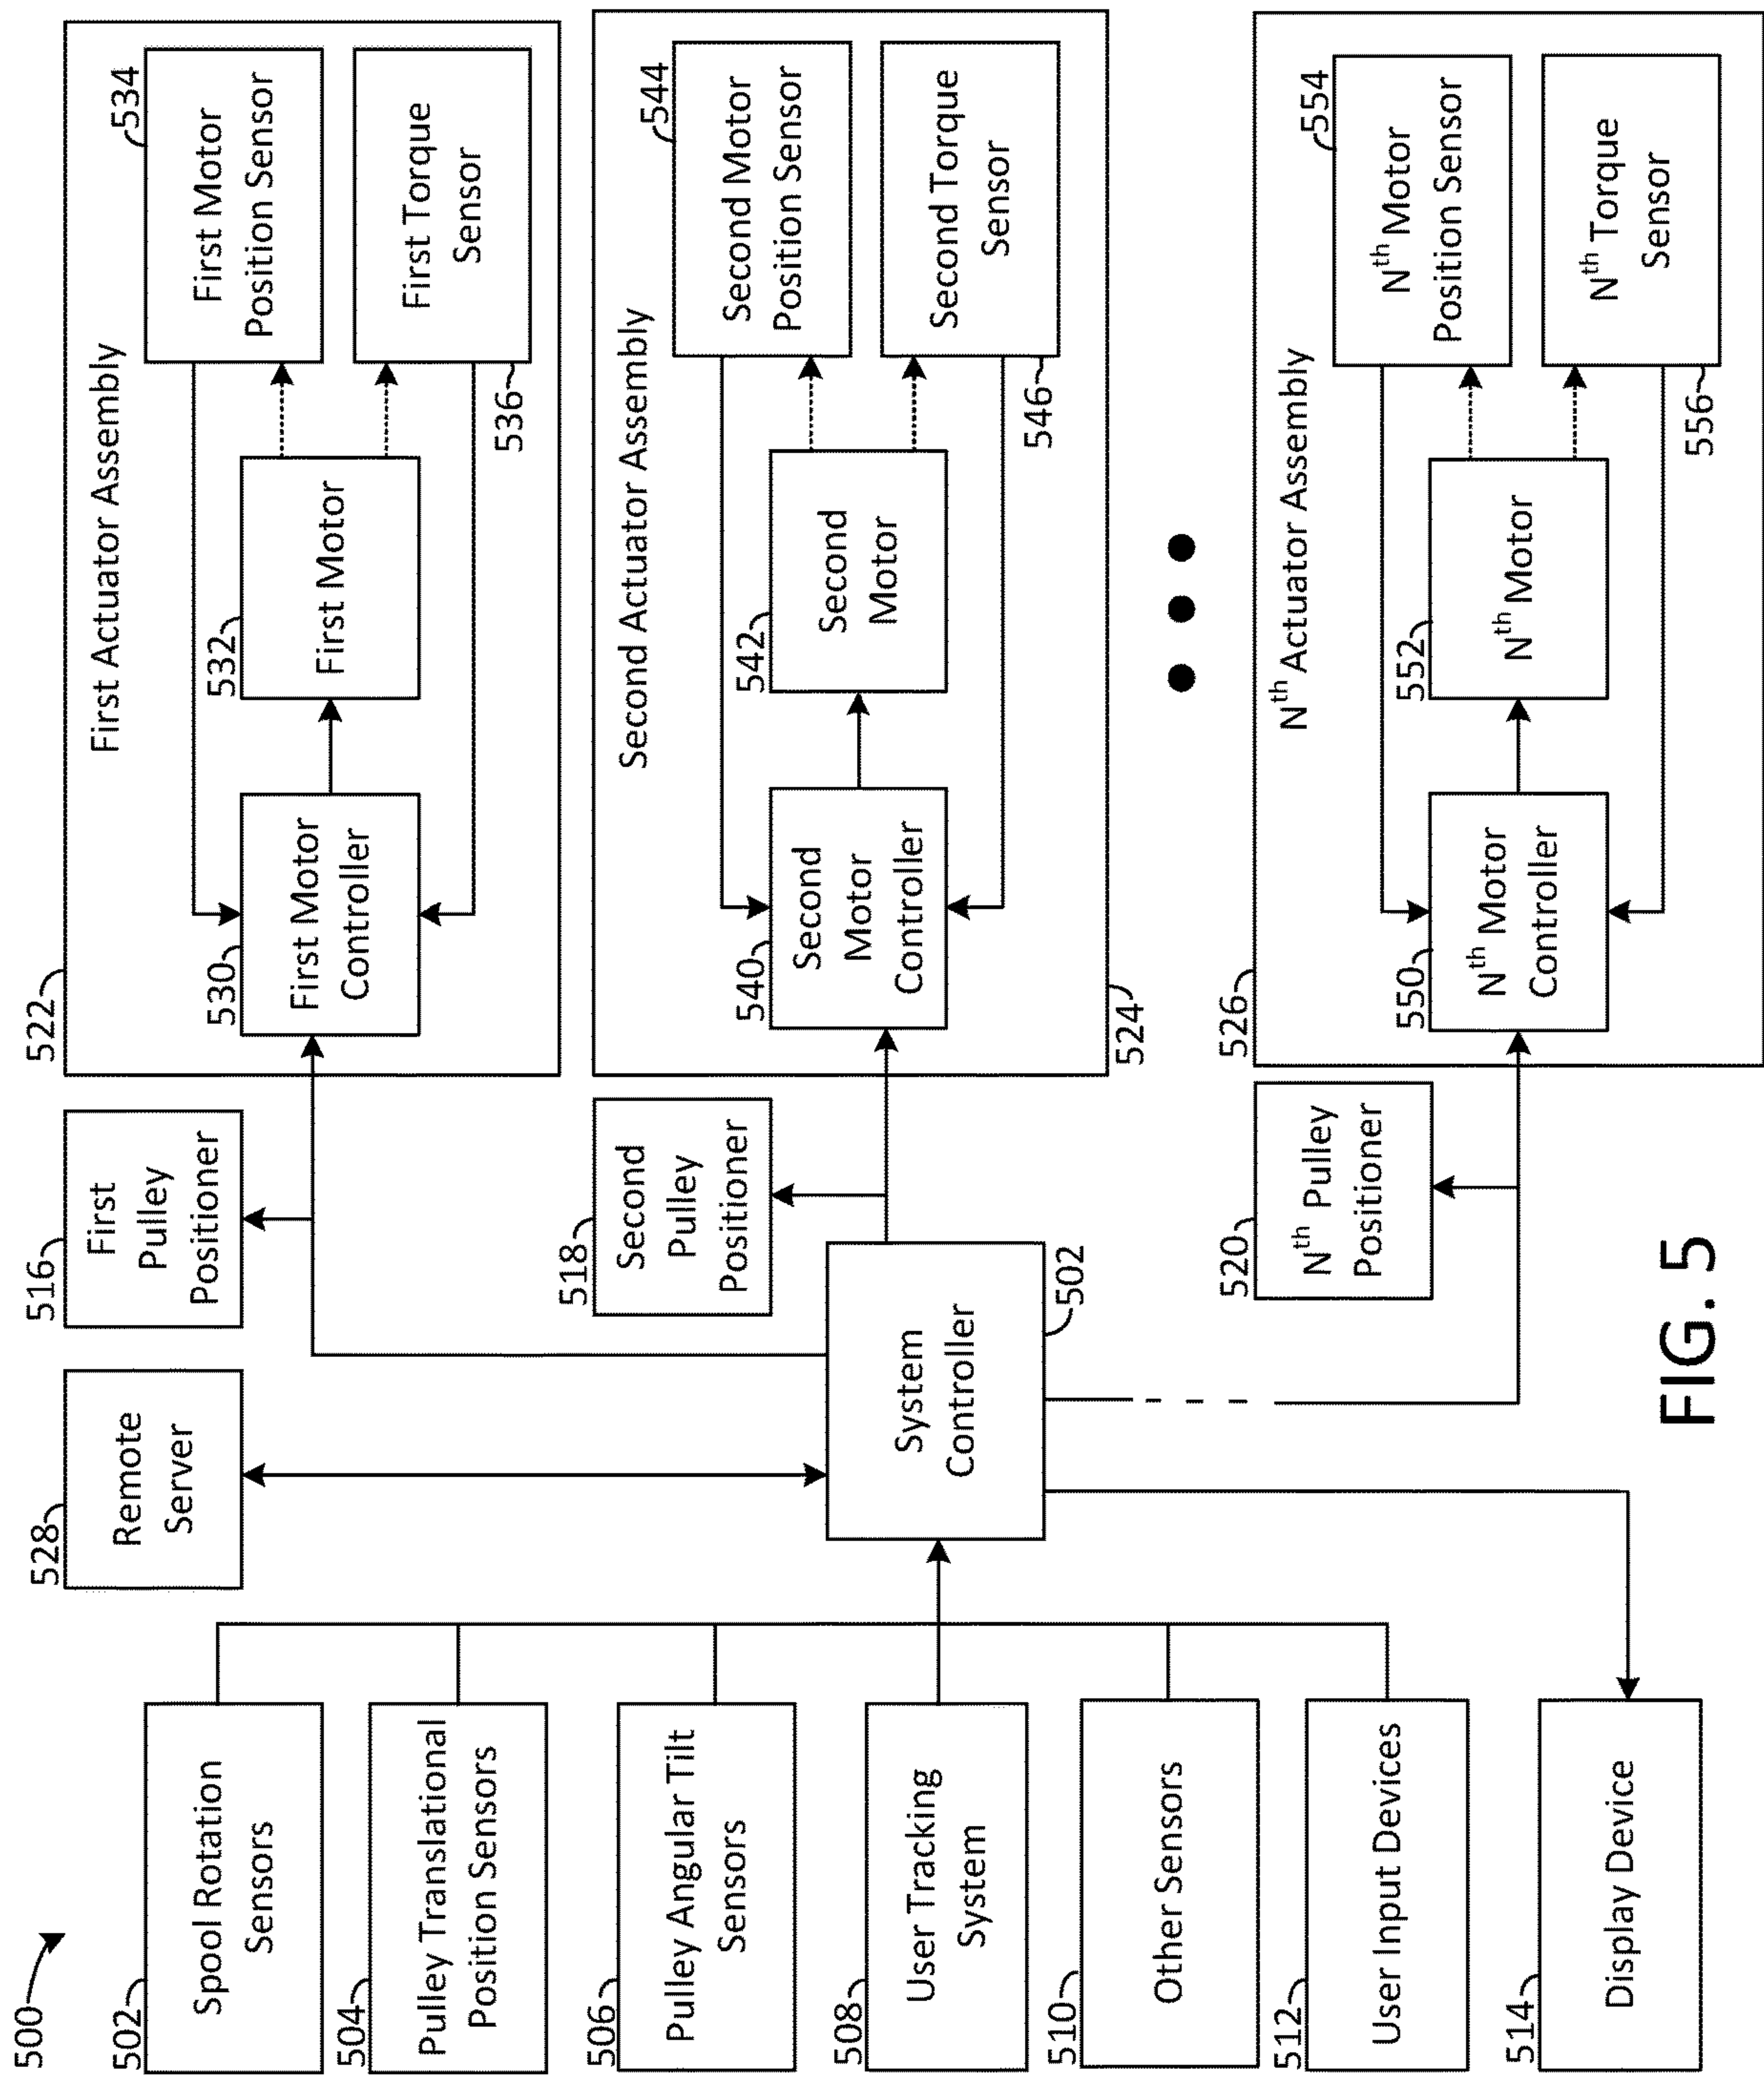 500
502
Spool Rotation
Sensors
504
Pulley Translational
Position Sensors
506
Pulley Angular Tilt
Sensors
508
User Tracking
System
510
Other Sensors
512
User Input Devices
514
Display Device
528
Remote
Server
System
Controller
502
516
First
Pulley
Positioner
518
Second
Pulley
Positioner
520
Nth Pulley
Positioner
522
First Actuator Assembly
530
First Motor
Controller
532
First Motor
534
First Motor
Position Sensor
536
First Torque
Sensor
524
Second Actuator Assembly
540
Second
Motor
Controller
542
Second
Motor
544
Second Motor
Position Sensor
546
Second Torque
Sensor
526
Nth Actuator Assembly
550
Nth Motor
Controller
552
Nth Motor
554
Nth Motor
Position Sensor
556
Nth Torque
Sensor
FIG. 5